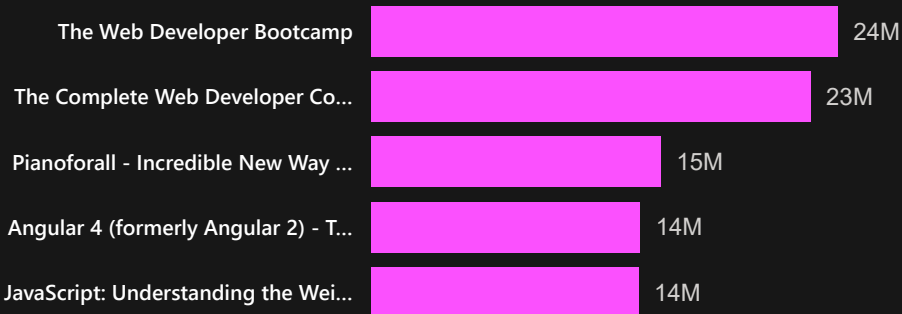 The Web Developer Bootcamp 24M
The Complete Web Developer Co... 23M
Pianoforall - Incredible New Way ... 15M
Angular 4 (formerly Angular 2) - T... 14M
JavaScript: Understanding the Wei... 14M